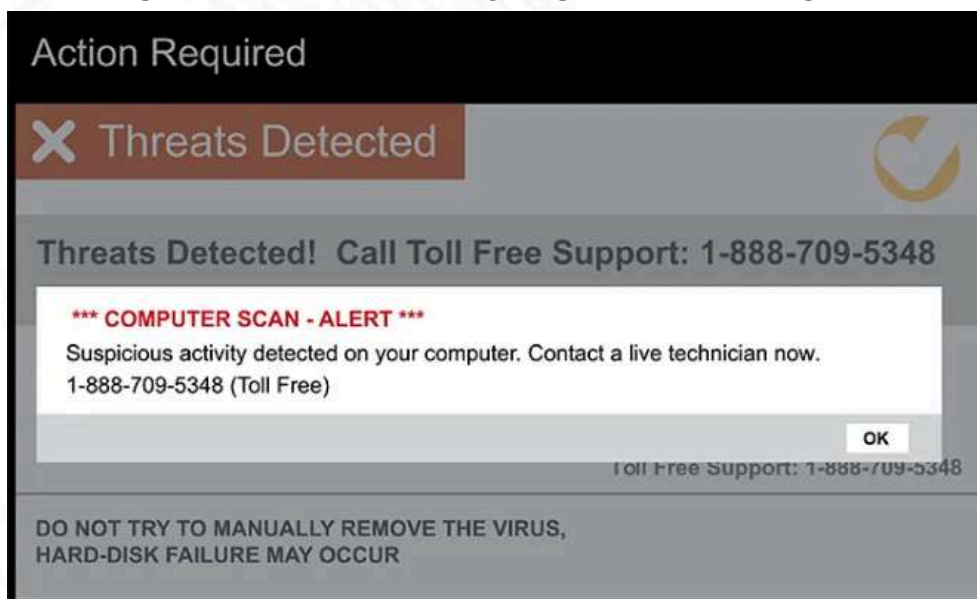 Action Required
X Threats Detected
Threats Detected! Call Toll Free Support: 1-888-709-5348
*** COMPUTER SCAN - ALERT ***
Suspicious activity detected on your computer. Contact a live technician now.
1-888-709-5348 (Toll Free)
OK
Toll Free Support: 1-888-709-5348
DO NOT TRY TO MANUALLY REMOVE THE VIRUS,
HARD-DISK FAILURE MAY OCCUR